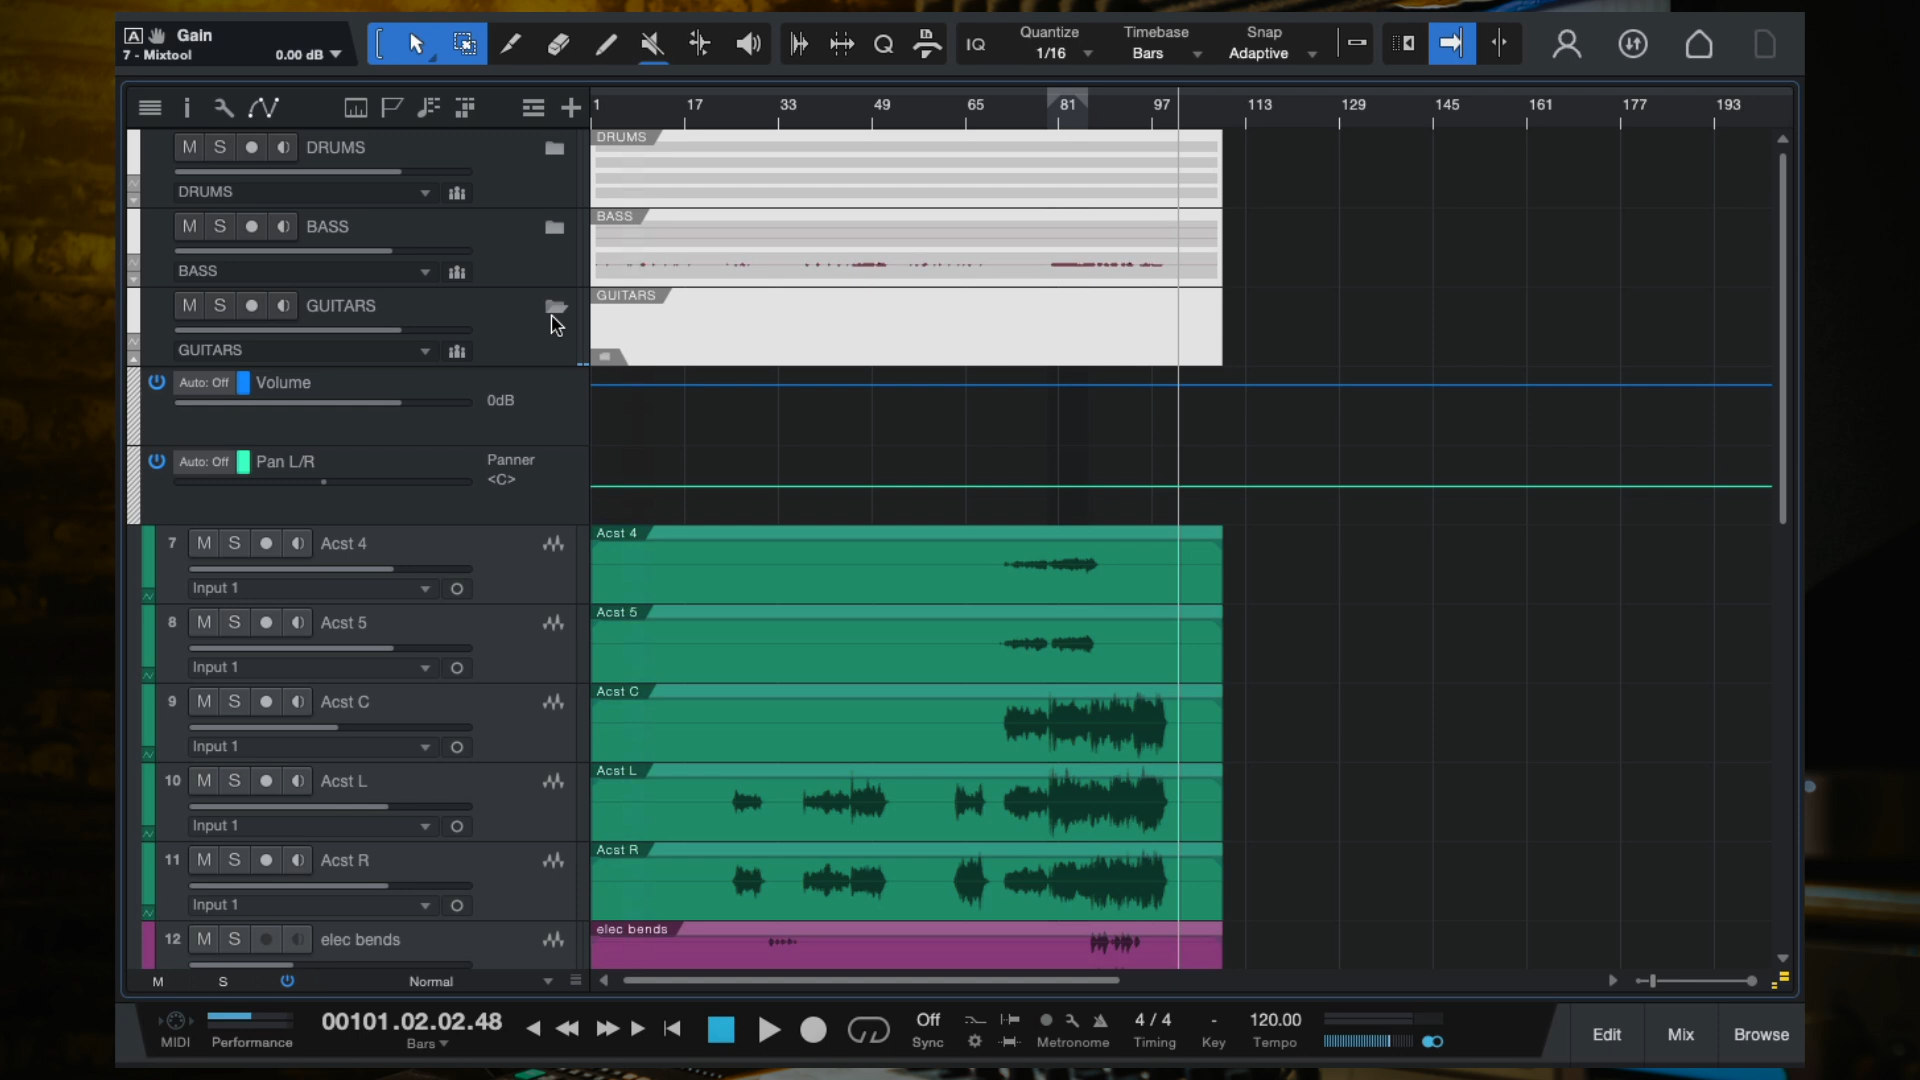 A Gain
7 - Mixtool 0.00 dB
IQ
Quantize
1/16
Timebase
Bars
Snap
Adaptive
1 17 33 49 65 81 97 113 129 145 161 177 193
M S DRUMS
DRUMS
DRUMS
M S BASS
BASS
BASS
M S GUITARS
GUITARS
GUITARS
Auto: Off Volume
0dB
Auto: Off Pan L/R
Panner
<C>
7 M S Acst 4
Input 1
Acst 4
8 M S Acst 5
Input 1
Acst 5
9 M S Acst C
Input 1
Acst C
10 M S Acst L
Input 1
Acst L
11 M S Acst R
Input 1
Acst R
12 M S elec bends
elec bends
M S Normal
MIDI
Performance
00101.02.02.48
Bars
Off
Sync
Metronome
4 / 4
Timing
-
Key
120.00
Tempo
Edit
Mix
Browse